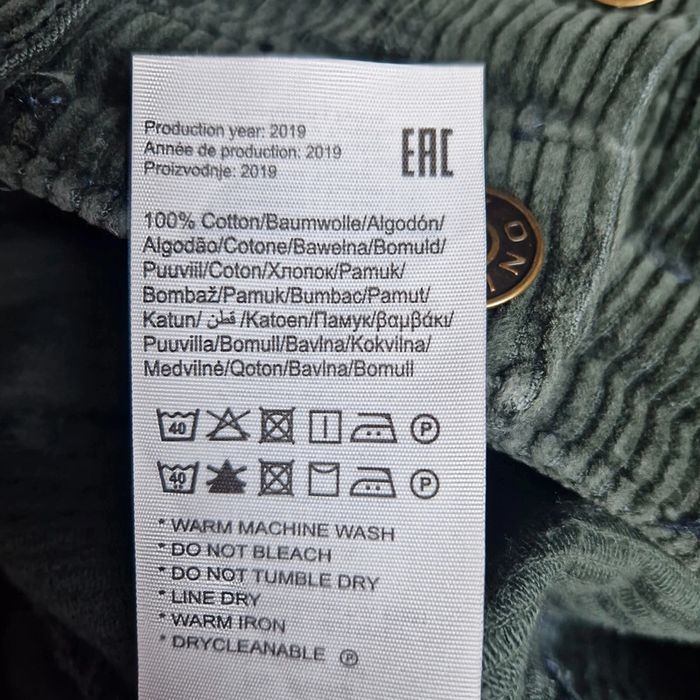 Production year: 2019
Année de production: 2019
Proizvodnje: 2019
EAC
100% Cotton/Baumwolle/Algodón/
Algodão/Cotone/Bawełna/Bomuld/
Puuviil/Coton/Хлопок/Pamuk/
Bombaž/Pamuk/Bumbac/Pamut/
Katun/ قطن /Katoen/Памук/βαμβάκι/
Puuvilla/Bomull/Bavlna/Kokvilna/
Medvilnė/Qoton/Bavlna/Bomull
40 P
40 P
* WARM MACHINE WASH
* DO NOT BLEACH
* DO NOT TUMBLE DRY
* LINE DRY
* WARM IRON
* DRYCLEANABLE P